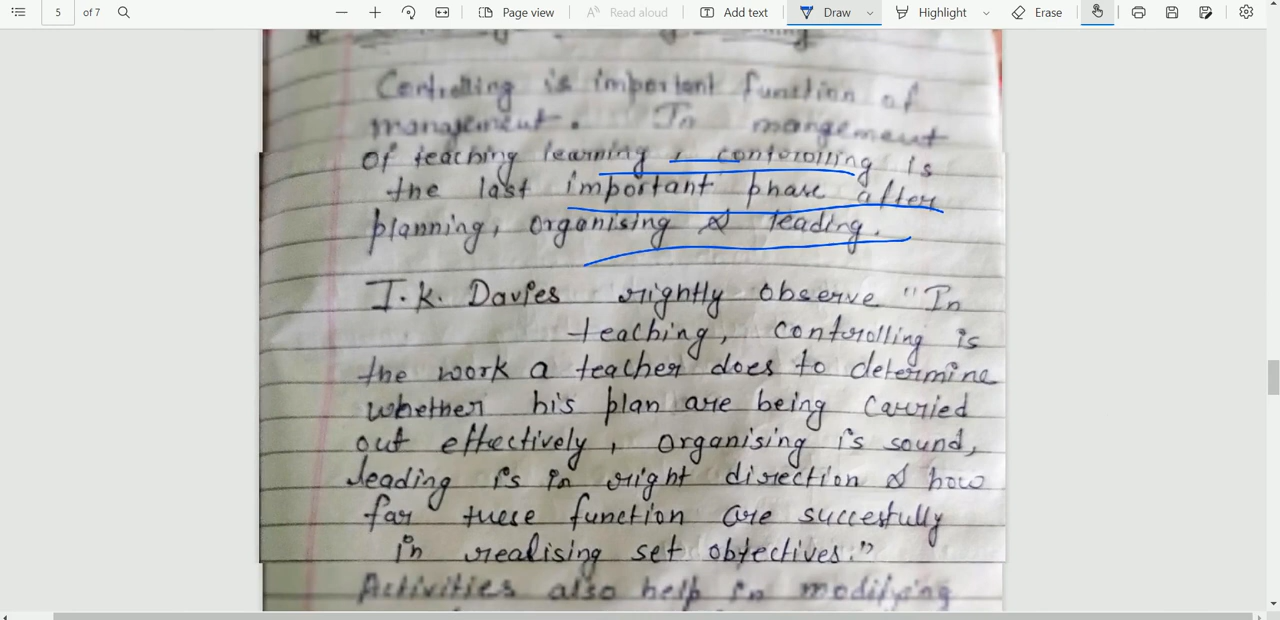 5 of 7 Page view Read aloud Add text Draw Highlight Erase
Controlling is important function of
management. In mangement
Of teaching learning, controlling is
the last important phase after
planning, organising & leading.
I.K. Davies rightly observe "In
teaching, controlling is
the work a teacher does to determine
whether his plan are being carried
out effectively, organising is sound,
leading is in right direction & how
far these function are succesfully
in realising set objectives."
Activities also help in modifying